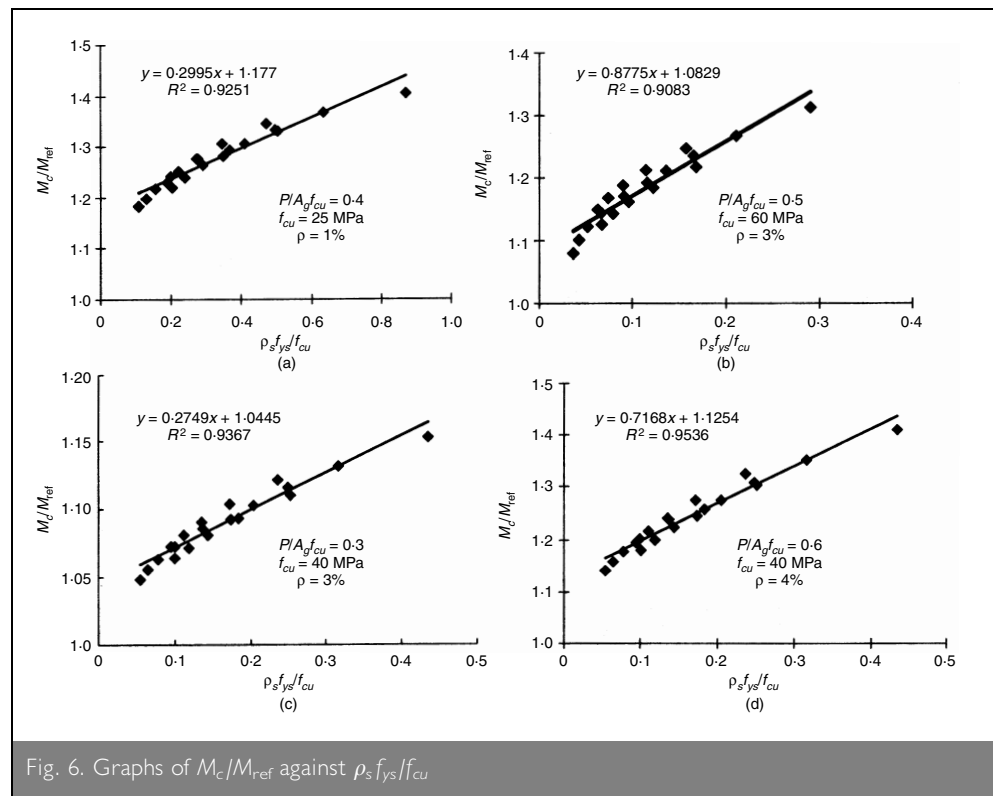 1·5
1·4
1·3
1·2
1·1
1·0
M_c/M_ref
y = 0·2995x + 1·177
R² = 0·9251
P/A_g f_cu = 0·4
f_cu = 25 MPa
ρ = 1%
0 0·2 0·4 0·6 0·8 1·0
ρ_s f_ys/f_cu
(a)
1·4
1·3
1·2
1·1
1·0
M_c/M_ref
y = 0·8775x + 1·0829
R² = 0·9083
P/A_g f_cu = 0·5
f_cu = 60 MPa
ρ = 3%
0 0·1 0·2 0·3 0·4
ρ_s f_ys/f_cu
(b)
1·20
1·15
1·10
1·05
1·0
M_c/M_ref
y = 0·2749x + 1·0445
R² = 0·9367
P/A_g f_cu = 0·3
f_cu = 40 MPa
ρ = 3%
0 0·1 0·2 0·3 0·4 0·5
ρ_s f_ys/f_cu
(c)
1·5
1·4
1·3
1·2
1·1
1·0
M_c/M_ref
y = 0·7168x + 1·1254
R² = 0·9536
P/A_g f_cu = 0·6
f_cu = 40 MPa
ρ = 4%
0 0·1 0·2 0·3 0·4 0·5
ρ_s f_ys/f_cu
(d)
Fig. 6. Graphs of M_c/M_ref against ρ_s f_ys/f_cu